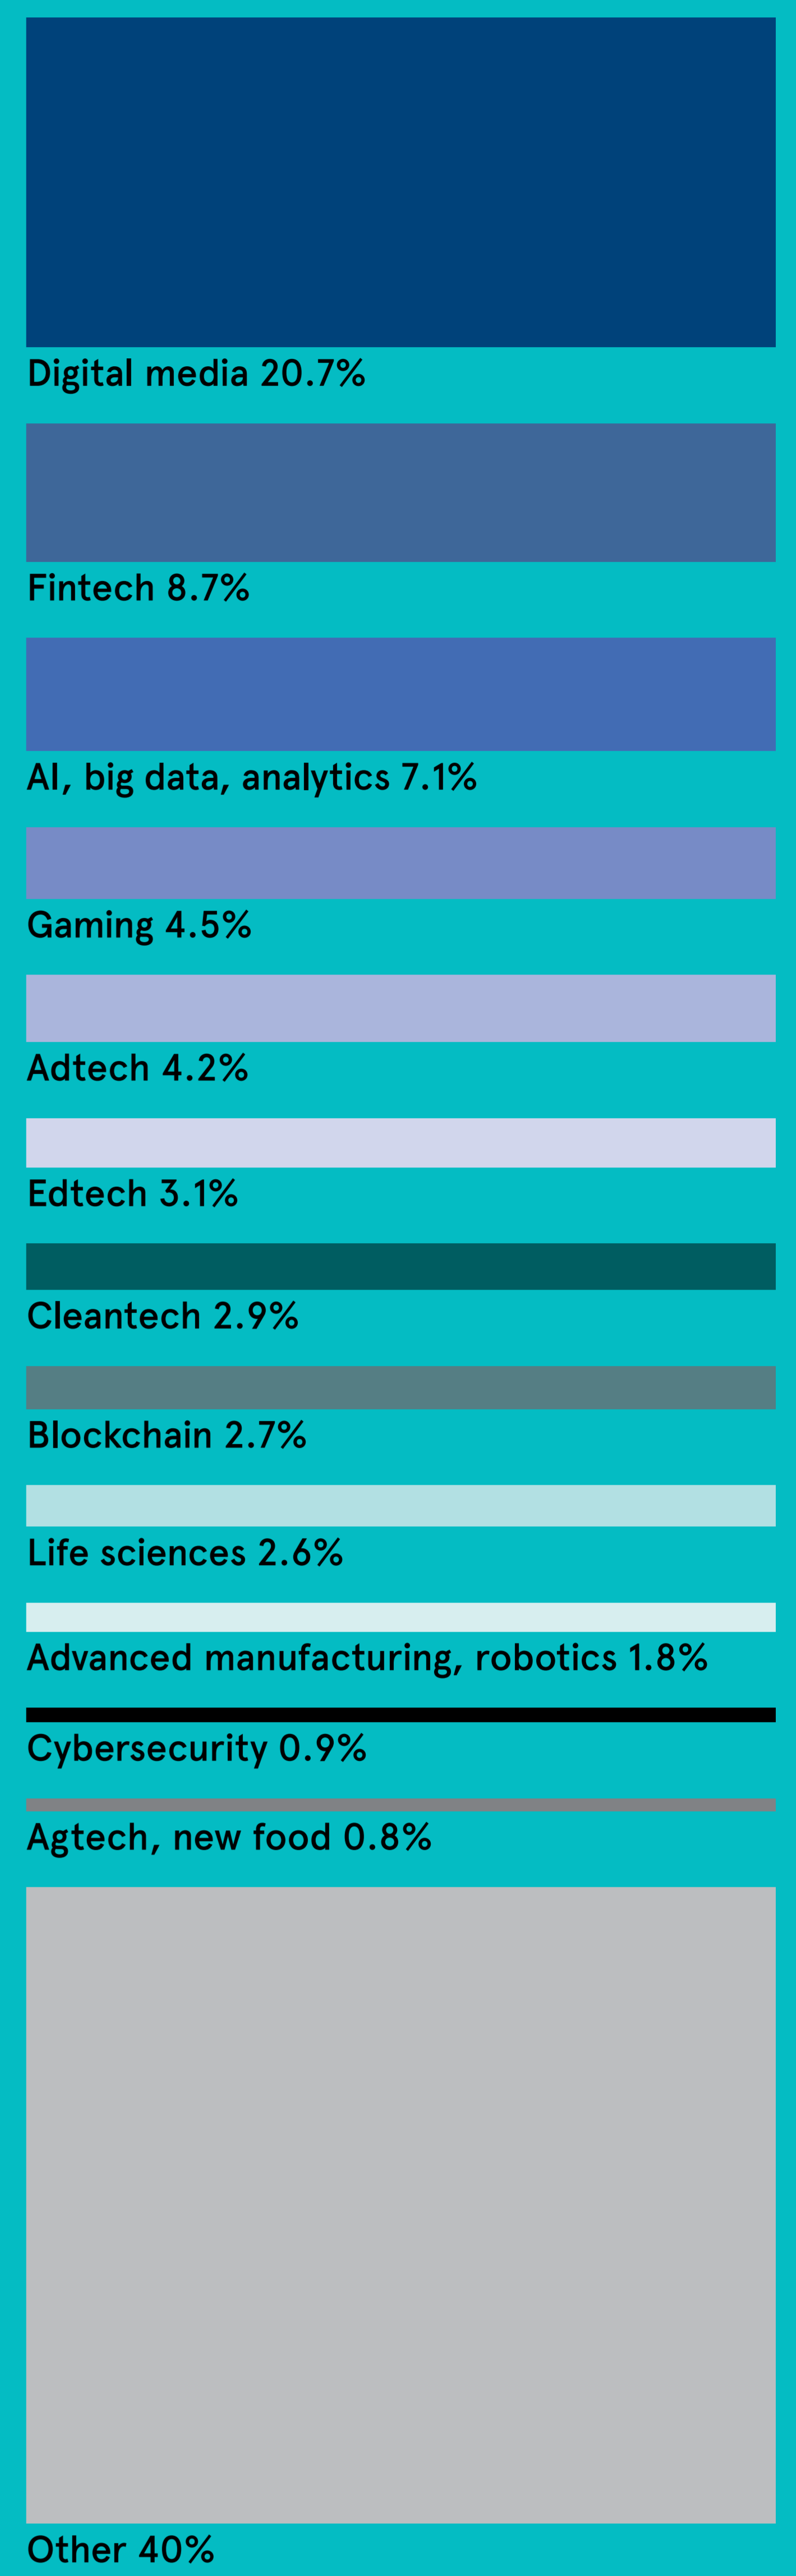 Digital media 20.7%
Fintech 8.7%
AI, big data, analytics 7.1%
Gaming 4.5%
Adtech 4.2%
Edtech 3.1%
Cleantech 2.9%
Blockchain 2.7%
Life sciences 2.6%
Advanced manufacturing, robotics 1.8%
Cybersecurity 0.9%
Agtech, new food 0.8%
Other 40%